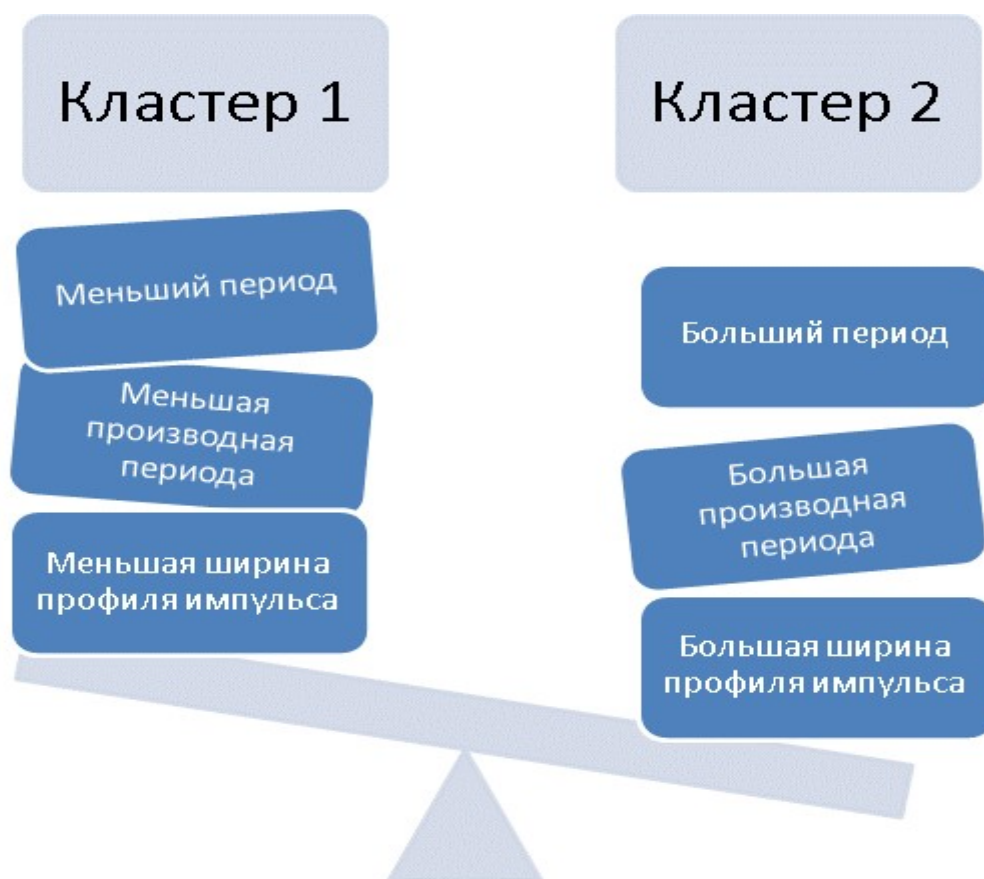 Кластер 1
Меньший период
Меньшая
производная
периода
Меньшая ширина
профиля импульса
Кластер 2
Больший период
Большая
производная
периода
Большая ширина
профиля импульса